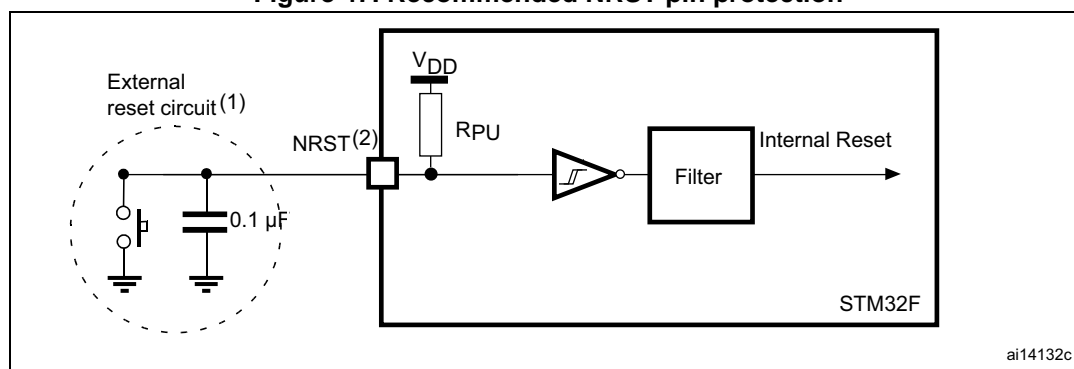 Figure 47. Recommended NRST pin protection
External
reset circuit(1)
VDD
NRST(2)
RPU
Internal Reset
Filter
0.1 µF
STM32F
ai14132c